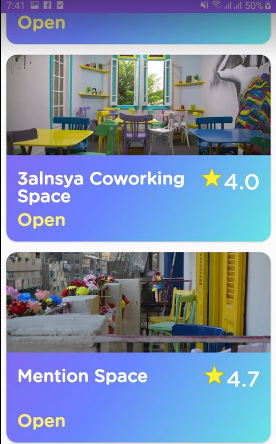 7:41 50%
Open
3alnsya Coworking
Space
4.0
Open
Mention Space
4.7
Open